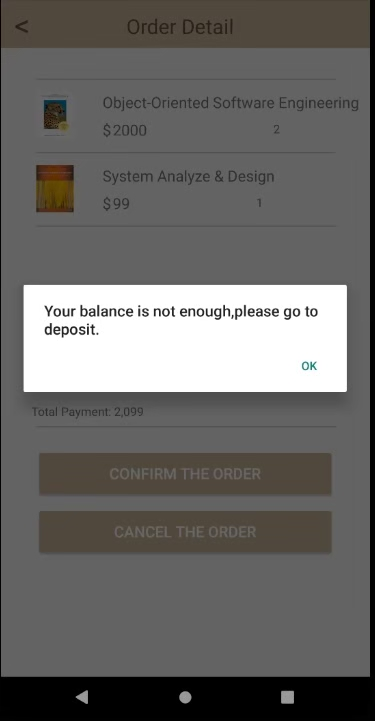 <
Order Detail
Object-Oriented Software Engineering
$2000
2
System Analyze & Design
$99
1
Your balance is not enough,please go to
deposit.
OK
Total Payment: 2,099
CONFIRM THE ORDER
CANCEL THE ORDER